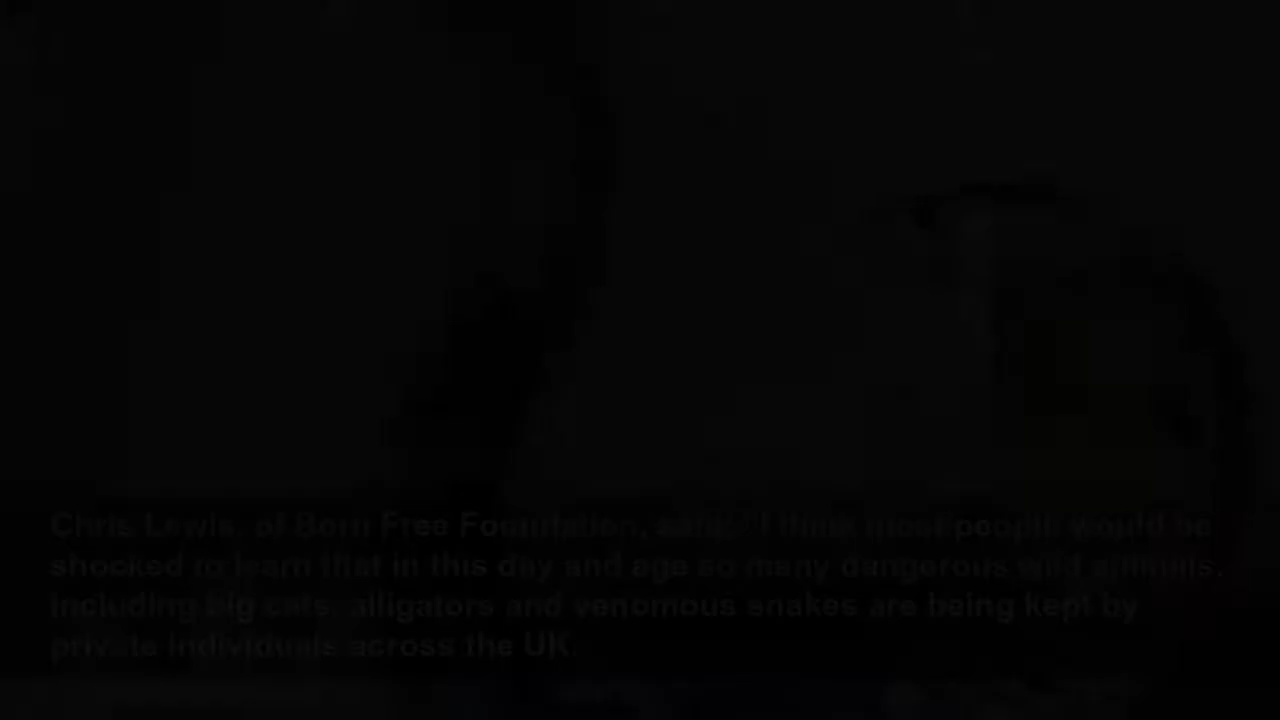 Chris Lewis, of Born Free Foundation, said: "I think most people would be
shocked to learn that in this day and age so many dangerous wild animals,
including big cats, alligators and venomous snakes are being kept by
private individuals across the UK.